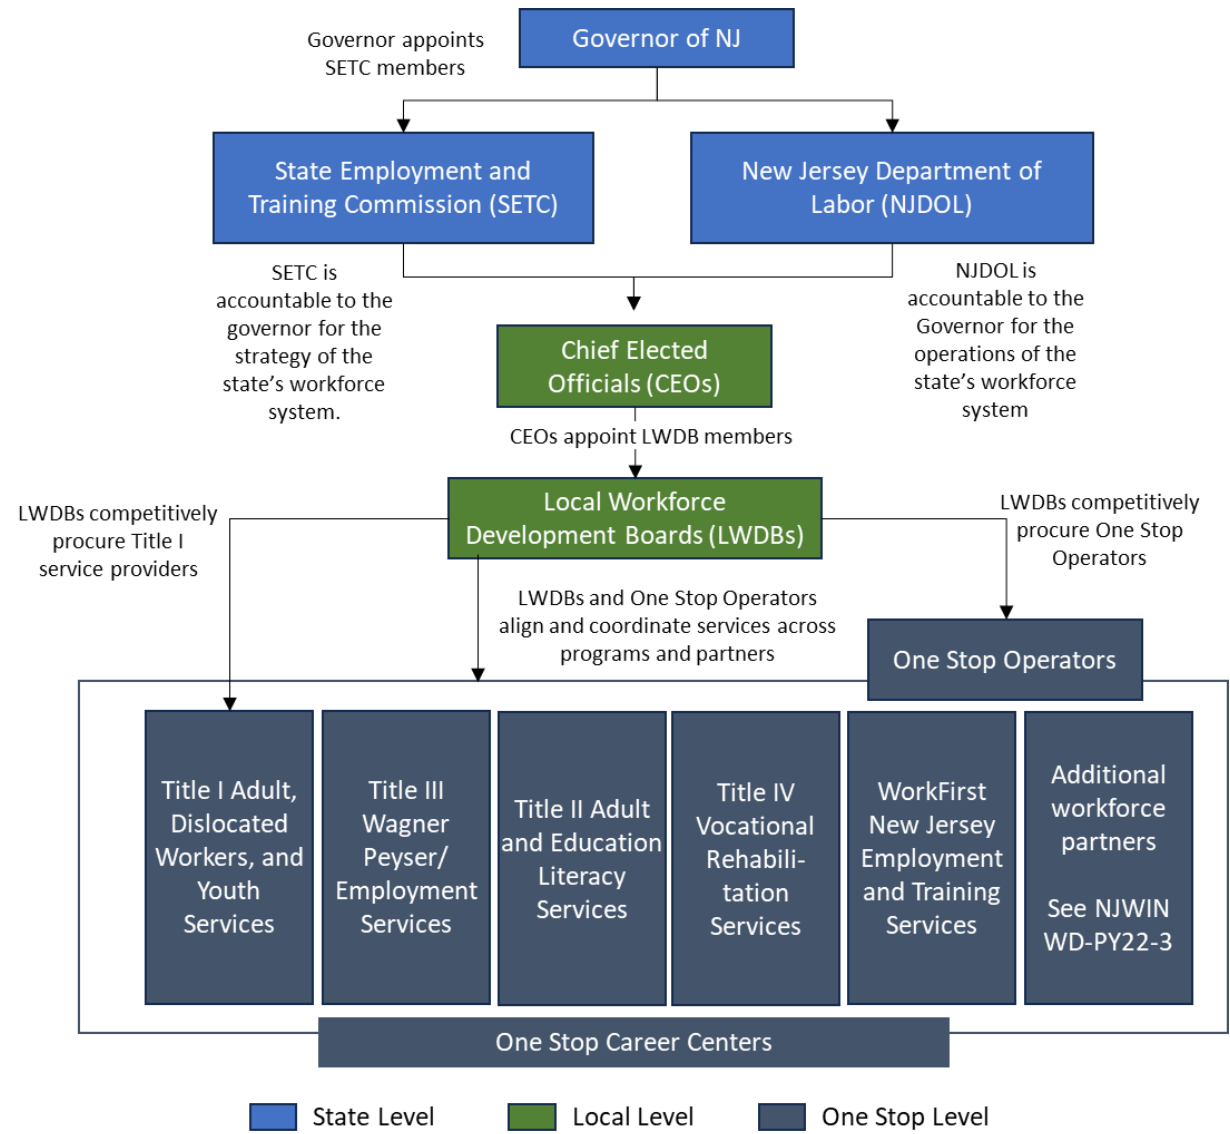 Governor appoints
SETC members
Governor of NJ
State Employment and
Training Commission (SETC)
New Jersey Department of
Labor (NJDOL)
SETC is
accountable to the
governor for the
strategy of the
state’s workforce
system.
NJDOL is
accountable to the
Governor for the
operations of the
state’s workforce
system
Chief Elected
Officials (CEOs)
CEOs appoint LWDB members
Local Workforce
Development Boards (LWDBs)
LWDBs competitively
procure Title I
service providers
LWDBs competitively
procure One Stop
Operators
LWDBs and One Stop Operators
align and coordinate services across
programs and partners
One Stop Operators
Title I Adult,
Dislocated
Workers, and
Youth
Services
Title III
Wagner
Peyser/
Employment
Services
Title II Adult
and Education
Literacy
Services
Title IV
Vocational
Rehabili-
tation
Services
WorkFirst
New Jersey
Employment
and Training
Services
Additional
workforce
partners
See NJWIN
WD-PY22-3
One Stop Career Centers
State Level
Local Level
One Stop Level